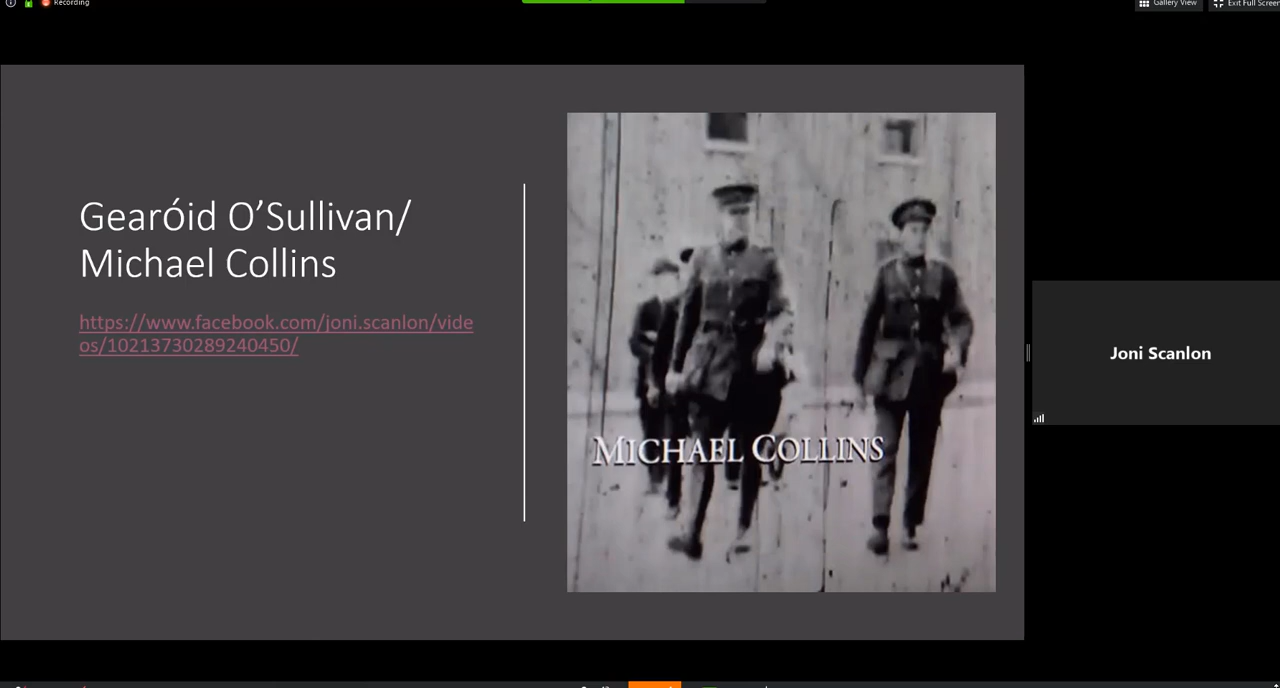 Recording
Gallery View
Exit Full Screen
Gearóid O’Sullivan/
Michael Collins
https://www.facebook.com/joni.scanlon/vide
os/10213730289240450/
MICHAEL COLLINS
Joni Scanlon